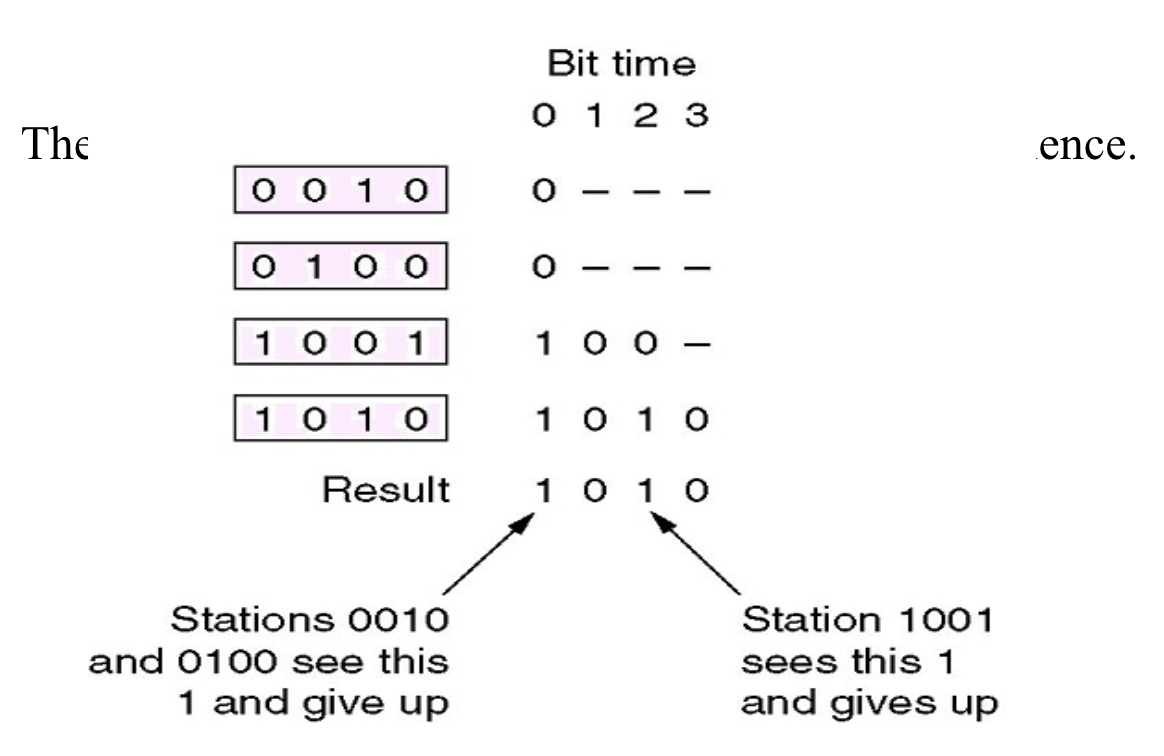 Bit time
0 1 2 3
The ence.
0 0 1 0 0 – – –
0 1 0 0 0 – – –
1 0 0 1 1 0 0 –
1 0 1 0 1 0 1 0
Result 1 0 1 0
Stations 0010
and 0100 see this
1 and give up
Station 1001
sees this 1
and gives up